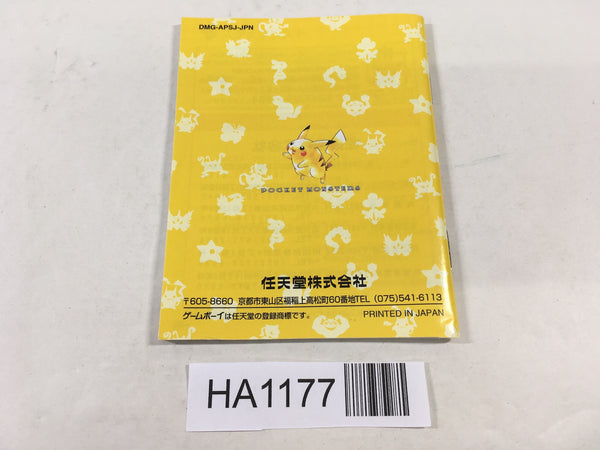 DMG-APSJ-JPN
POCKET MONSTERS
任天堂株式会社
〒605-8660 京都市東山区福稲上高松町60番地TEL (075)541-6113
ゲームボーイは任天堂の登録商標です。
PRINTED IN JAPAN
HA1177